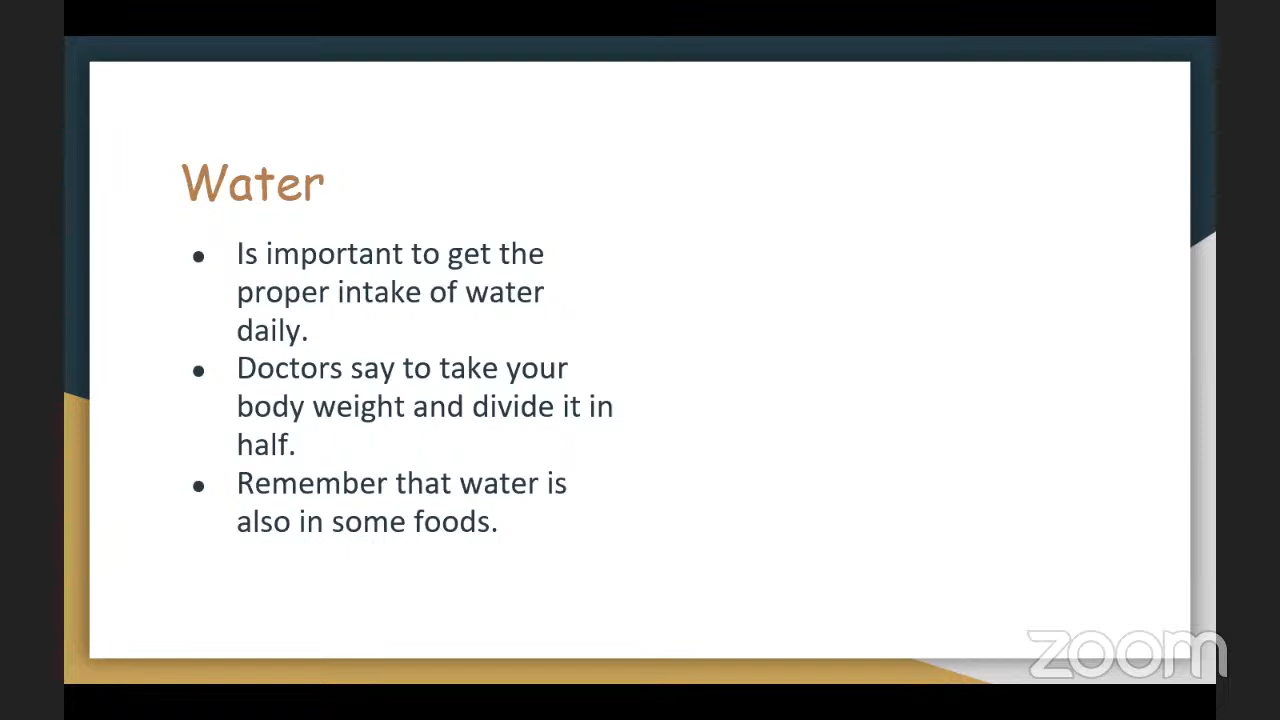 Water
● Is important to get the
proper intake of water
daily.
● Doctors say to take your
body weight and divide it in
half.
● Remember that water is
also in some foods.
zoom